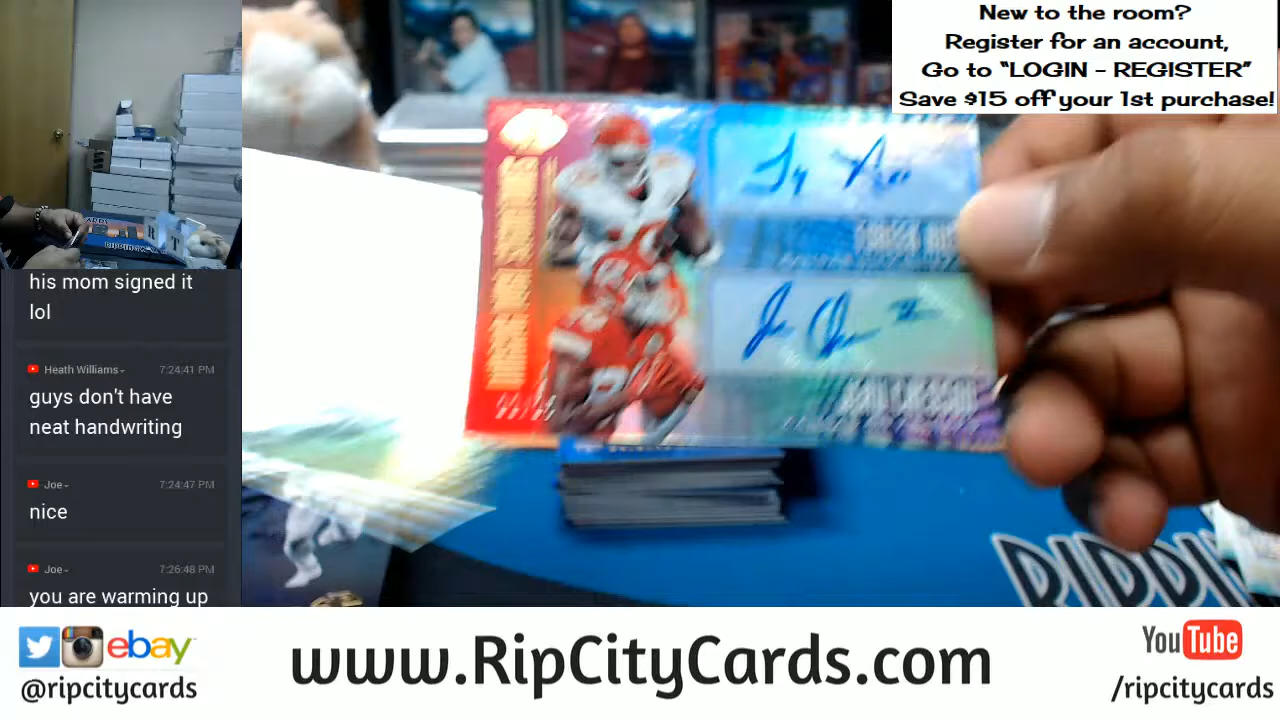 New to the room?
Register for an account,
Go to “LOGIN - REGISTER”
Save $15 off your 1st purchase!
his mom signed it
lol
Heath Williams 7:24:41 PM
guys don't have
neat handwriting
Joe 7:24:47 PM
nice
Joe 7:26:48 PM
you are warming up
ebay
@ripcitycards
www.RipCityCards.com
YouTube
/ripcitycards